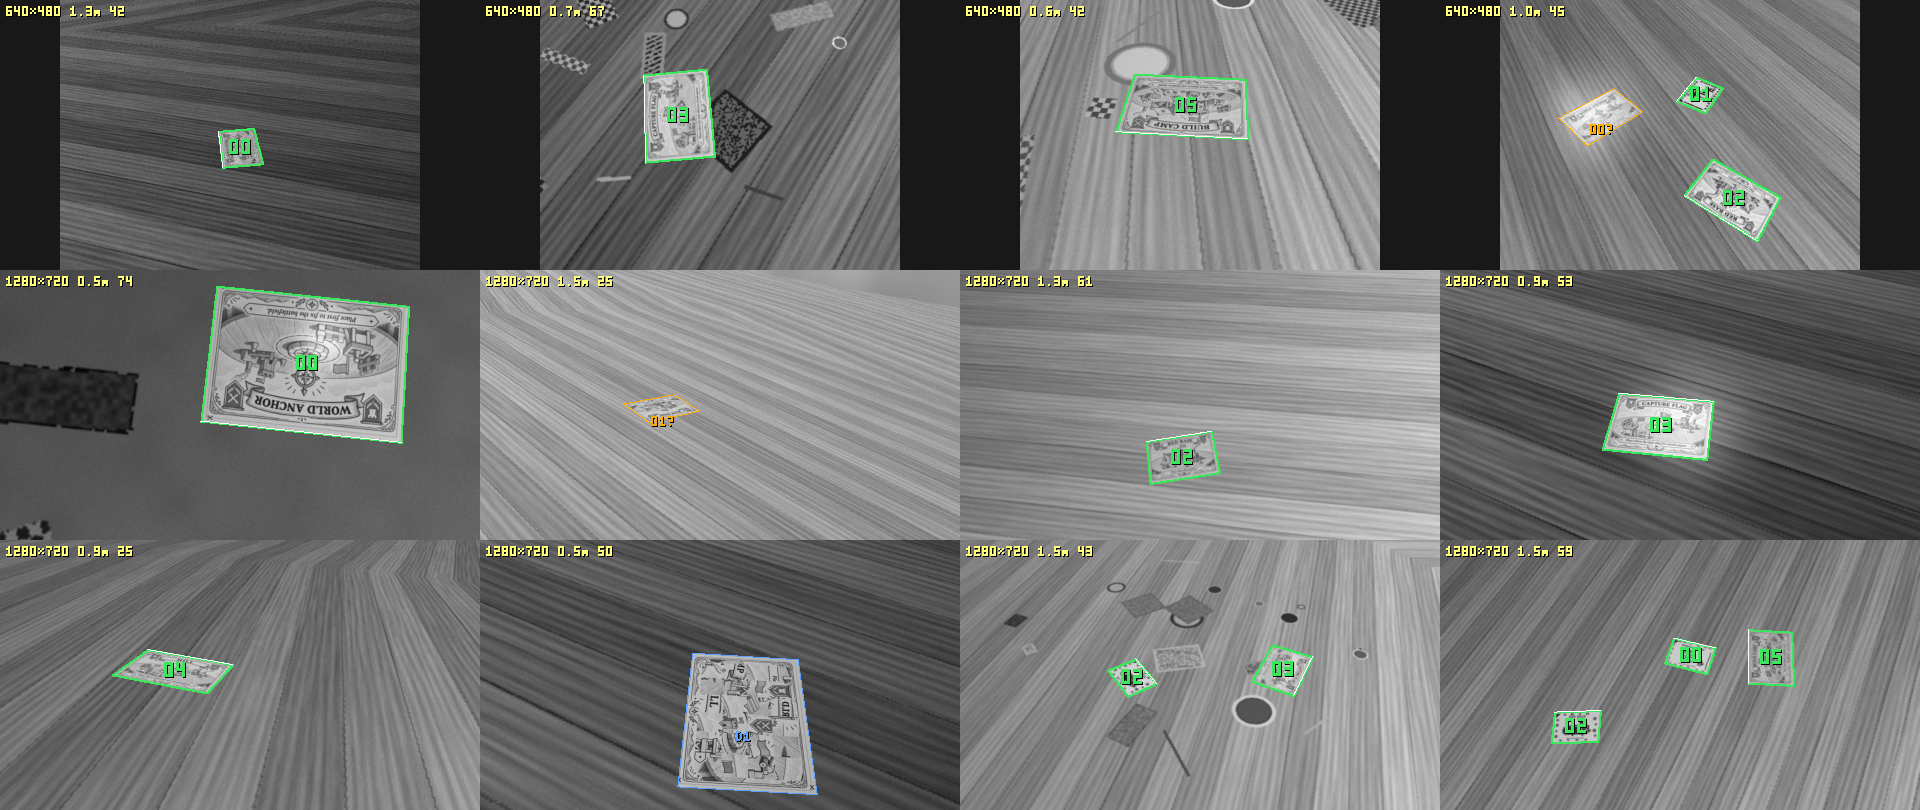 640×480 1.3m 42
00
640×480 0.7m 67
CAPTURE FLAG
03
640×480 0.6m 42
05
BUILD CAMP
640×480 1.0m 45
01
00?
02
RED BASE
1280×720 0.5m 74
Place first to fix the battlefield.
00
WORLD ANCHOR
1280×720 1.5m 25
01?
1280×720 1.3m 61
RED BASE
02
1280×720 0.9m 53
CAPTURE FLAG
03
1280×720 0.9m 25
04
1280×720 0.5m 50
01
1280×720 1.5m 43
02
03
1280×720 1.5m 59
00
05
02